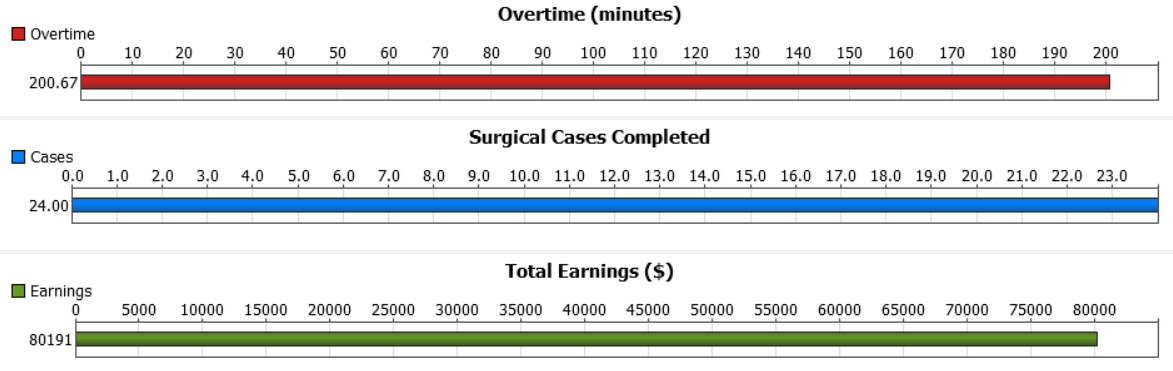 Overtime (minutes)
Overtime
0 10 20 30 40 50 60 70 80 90 100 110 120 130 140 150 160 170 180 190 200
200.67
Surgical Cases Completed
Cases
0.0 1.0 2.0 3.0 4.0 5.0 6.0 7.0 8.0 9.0 10.0 11.0 12.0 13.0 14.0 15.0 16.0 17.0 18.0 19.0 20.0 21.0 22.0 23.0
24.00
Total Earnings ($)
Earnings
0 5000 10000 15000 20000 25000 30000 35000 40000 45000 50000 55000 60000 65000 70000 75000 80000
80191